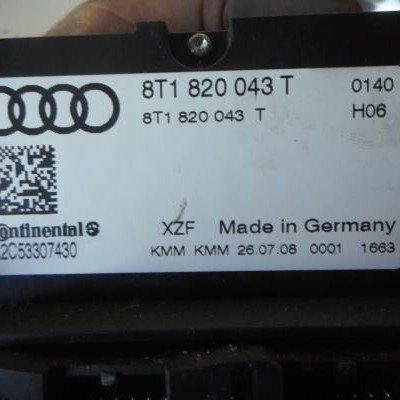 8T1 820 043 T 0140
8T1 820 043 T H06
Continental
XZF Made in Germany
2C53307430 KMM KMM 26.07.08 0001 1663